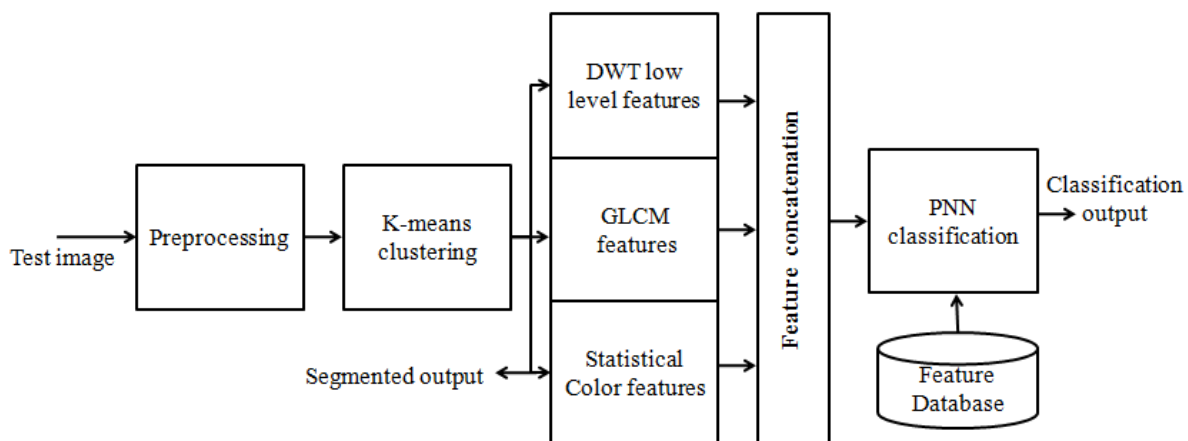 Test image
Preprocessing
K-means
clustering
Segmented output
DWT low
level features
GLCM
features
Statistical
Color features
Feature concatenation
PNN
classification
Classification
output
Feature
Database